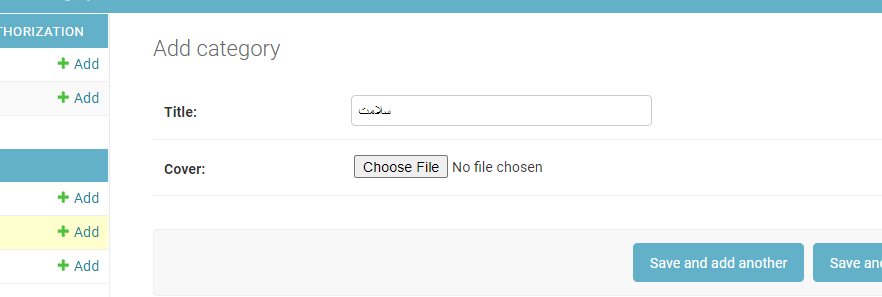 THORIZATION
Add
Add
Add
Add
Add
Add category
Title:
سلامت
Cover:
Choose File No file chosen
Save and add another
Save and